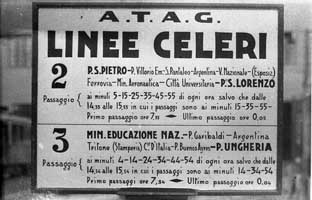 A.T.A.G.
LINEE CELERI
2 P.S.PIETRO-P.Vittorio Em:-S.Pantaleo-Argentina-V.Nazionale-(Esposiz)
Ferrovia-Min.Aeronautica-Città Universitaria-P.S.LORENZO
Passaggio { ai minuti 5-15-25-35-45-55 di ogni ora salvo che dalle
14,35 alle 15,55 in cui i passaggi sono ai minuti 15-35-55-
Primo passaggio ore Ultimo passaggio ore 0.05
3 MIN.EDUCAZIONE NAZ.-P.Garibaldi-Argentina
Tritone (Stamperia) C.so D'Italia-P.Buenos Ayres-P.UNGHERIA
Passaggio { ai minuti 4-14-24-34-44-54 di ogni ora salvo che dalle
14,34 alle 15,54 in cui i passaggi sono ai minuti 14-34-54
Primo passaggio ore 7,34 Ultimo passaggio ore 0.04